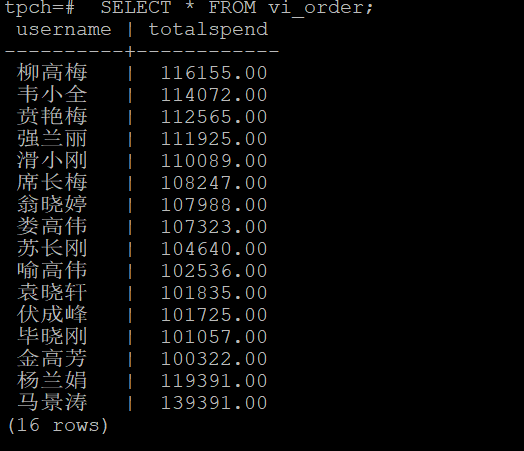 tpch=#  SELECT * FROM vi_order;
 username | totalspend
----------+------------
 柳高梅   |  116155.00
 韦小全   |  114072.00
 贲艳梅   |  112565.00
 强兰丽   |  111925.00
 滑小刚   |  110089.00
 席长梅   |  108247.00
 翁晓婷   |  107988.00
 娄高伟   |  107323.00
 苏长刚   |  104640.00
 喻高伟   |  102536.00
 袁晓轩   |  101835.00
 伏成峰   |  101725.00
 毕晓刚   |  101057.00
 金高芳   |  100322.00
 杨兰娟   |  119391.00
 马景涛   |  139391.00
(16 rows)